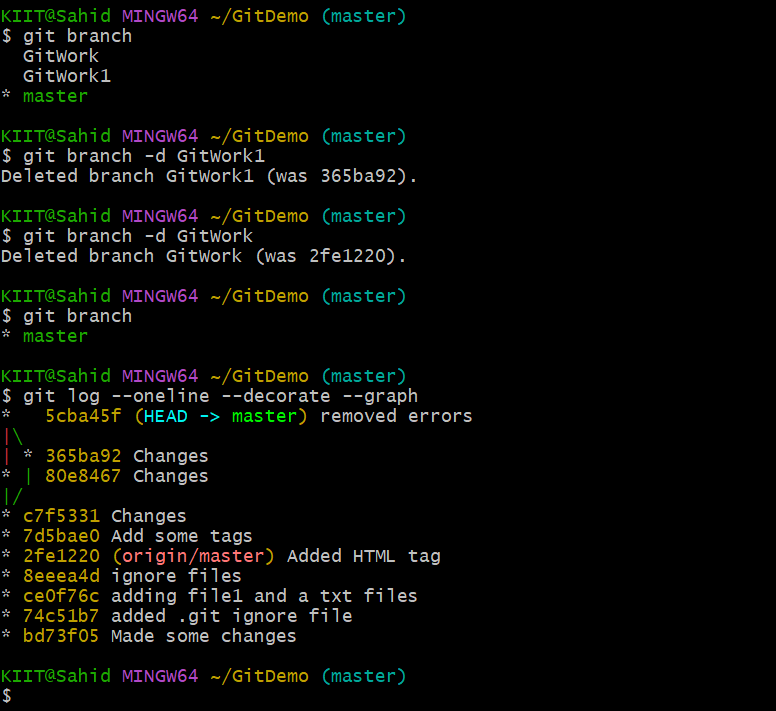 KIIT@Sahid MINGW64 ~/GitDemo (master)
$ git branch
  GitWork
  GitWork1
* master

KIIT@Sahid MINGW64 ~/GitDemo (master)
$ git branch -d GitWork1
Deleted branch GitWork1 (was 365ba92).

KIIT@Sahid MINGW64 ~/GitDemo (master)
$ git branch -d GitWork
Deleted branch GitWork (was 2fe1220).

KIIT@Sahid MINGW64 ~/GitDemo (master)
$ git branch
* master

KIIT@Sahid MINGW64 ~/GitDemo (master)
$ git log --oneline --decorate --graph
*   5cba45f (HEAD -> master) removed errors
|\
| * 365ba92 Changes
* | 80e8467 Changes
|/
* c7f5331 Changes
* 7d5bae0 Add some tags
* 2fe1220 (origin/master) Added HTML tag
* 8eeea4d ignore files
* ce0f76c adding file1 and a txt files
* 74c51b7 added .git ignore file
* bd73f05 Made some changes

KIIT@Sahid MINGW64 ~/GitDemo (master)
$